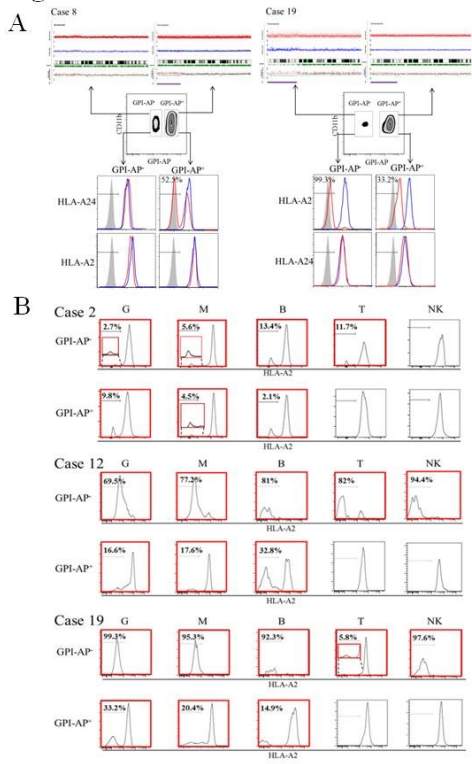 A
Case 8
Case 19
GPI-AP⁻ GPI-AP⁺
GPI-AP⁻ GPI-AP⁺
CD11b
GPI-AP
GPI-AP
GPI-AP⁻ GPI-AP⁺
GPI-AP⁻ GPI-AP⁺
HLA-A24
52.5%
HLA-A2
99.3%
33.2%
HLA-A2
HLA-A24
B
Case 2
G M B T NK
GPI-AP⁻
2.7% 5.6% 13.4% 11.7%
HLA-A2
GPI-AP⁺
9.8% 4.5% 2.1%
HLA-A2
Case 12
G M B T NK
GPI-AP⁻
69.5% 77.2% 81% 82% 94.4%
HLA-A2
GPI-AP⁺
16.6% 17.6% 32.8%
HLA-A2
Case 19
G M B T NK
GPI-AP⁻
99.3% 95.3% 92.3% 5.8% 97.6%
HLA-A2
GPI-AP⁺
33.2% 20.4% 14.9%
HLA-A2